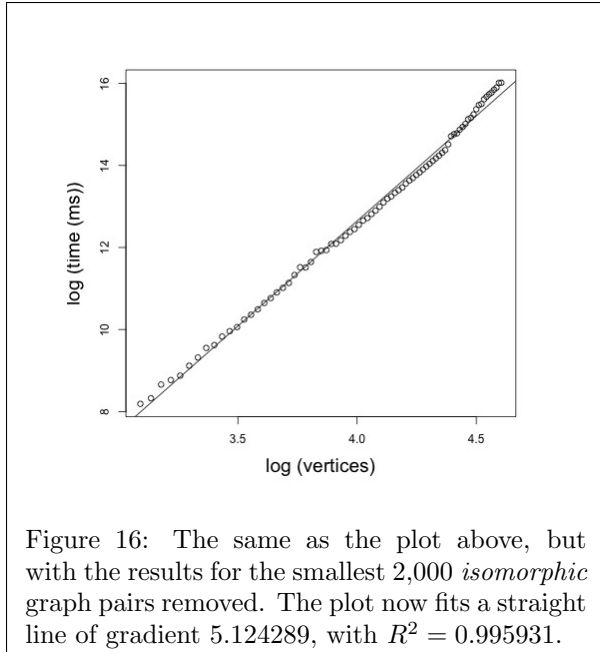 16
14
12
10
8
log (time (ms))
3.5 4.0 4.5
log (vertices)
Figure 16: The same as the plot above, but
with the results for the smallest 2,000 isomorphic
graph pairs removed. The plot now fits a straight
line of gradient 5.124289, with R² = 0.995931.